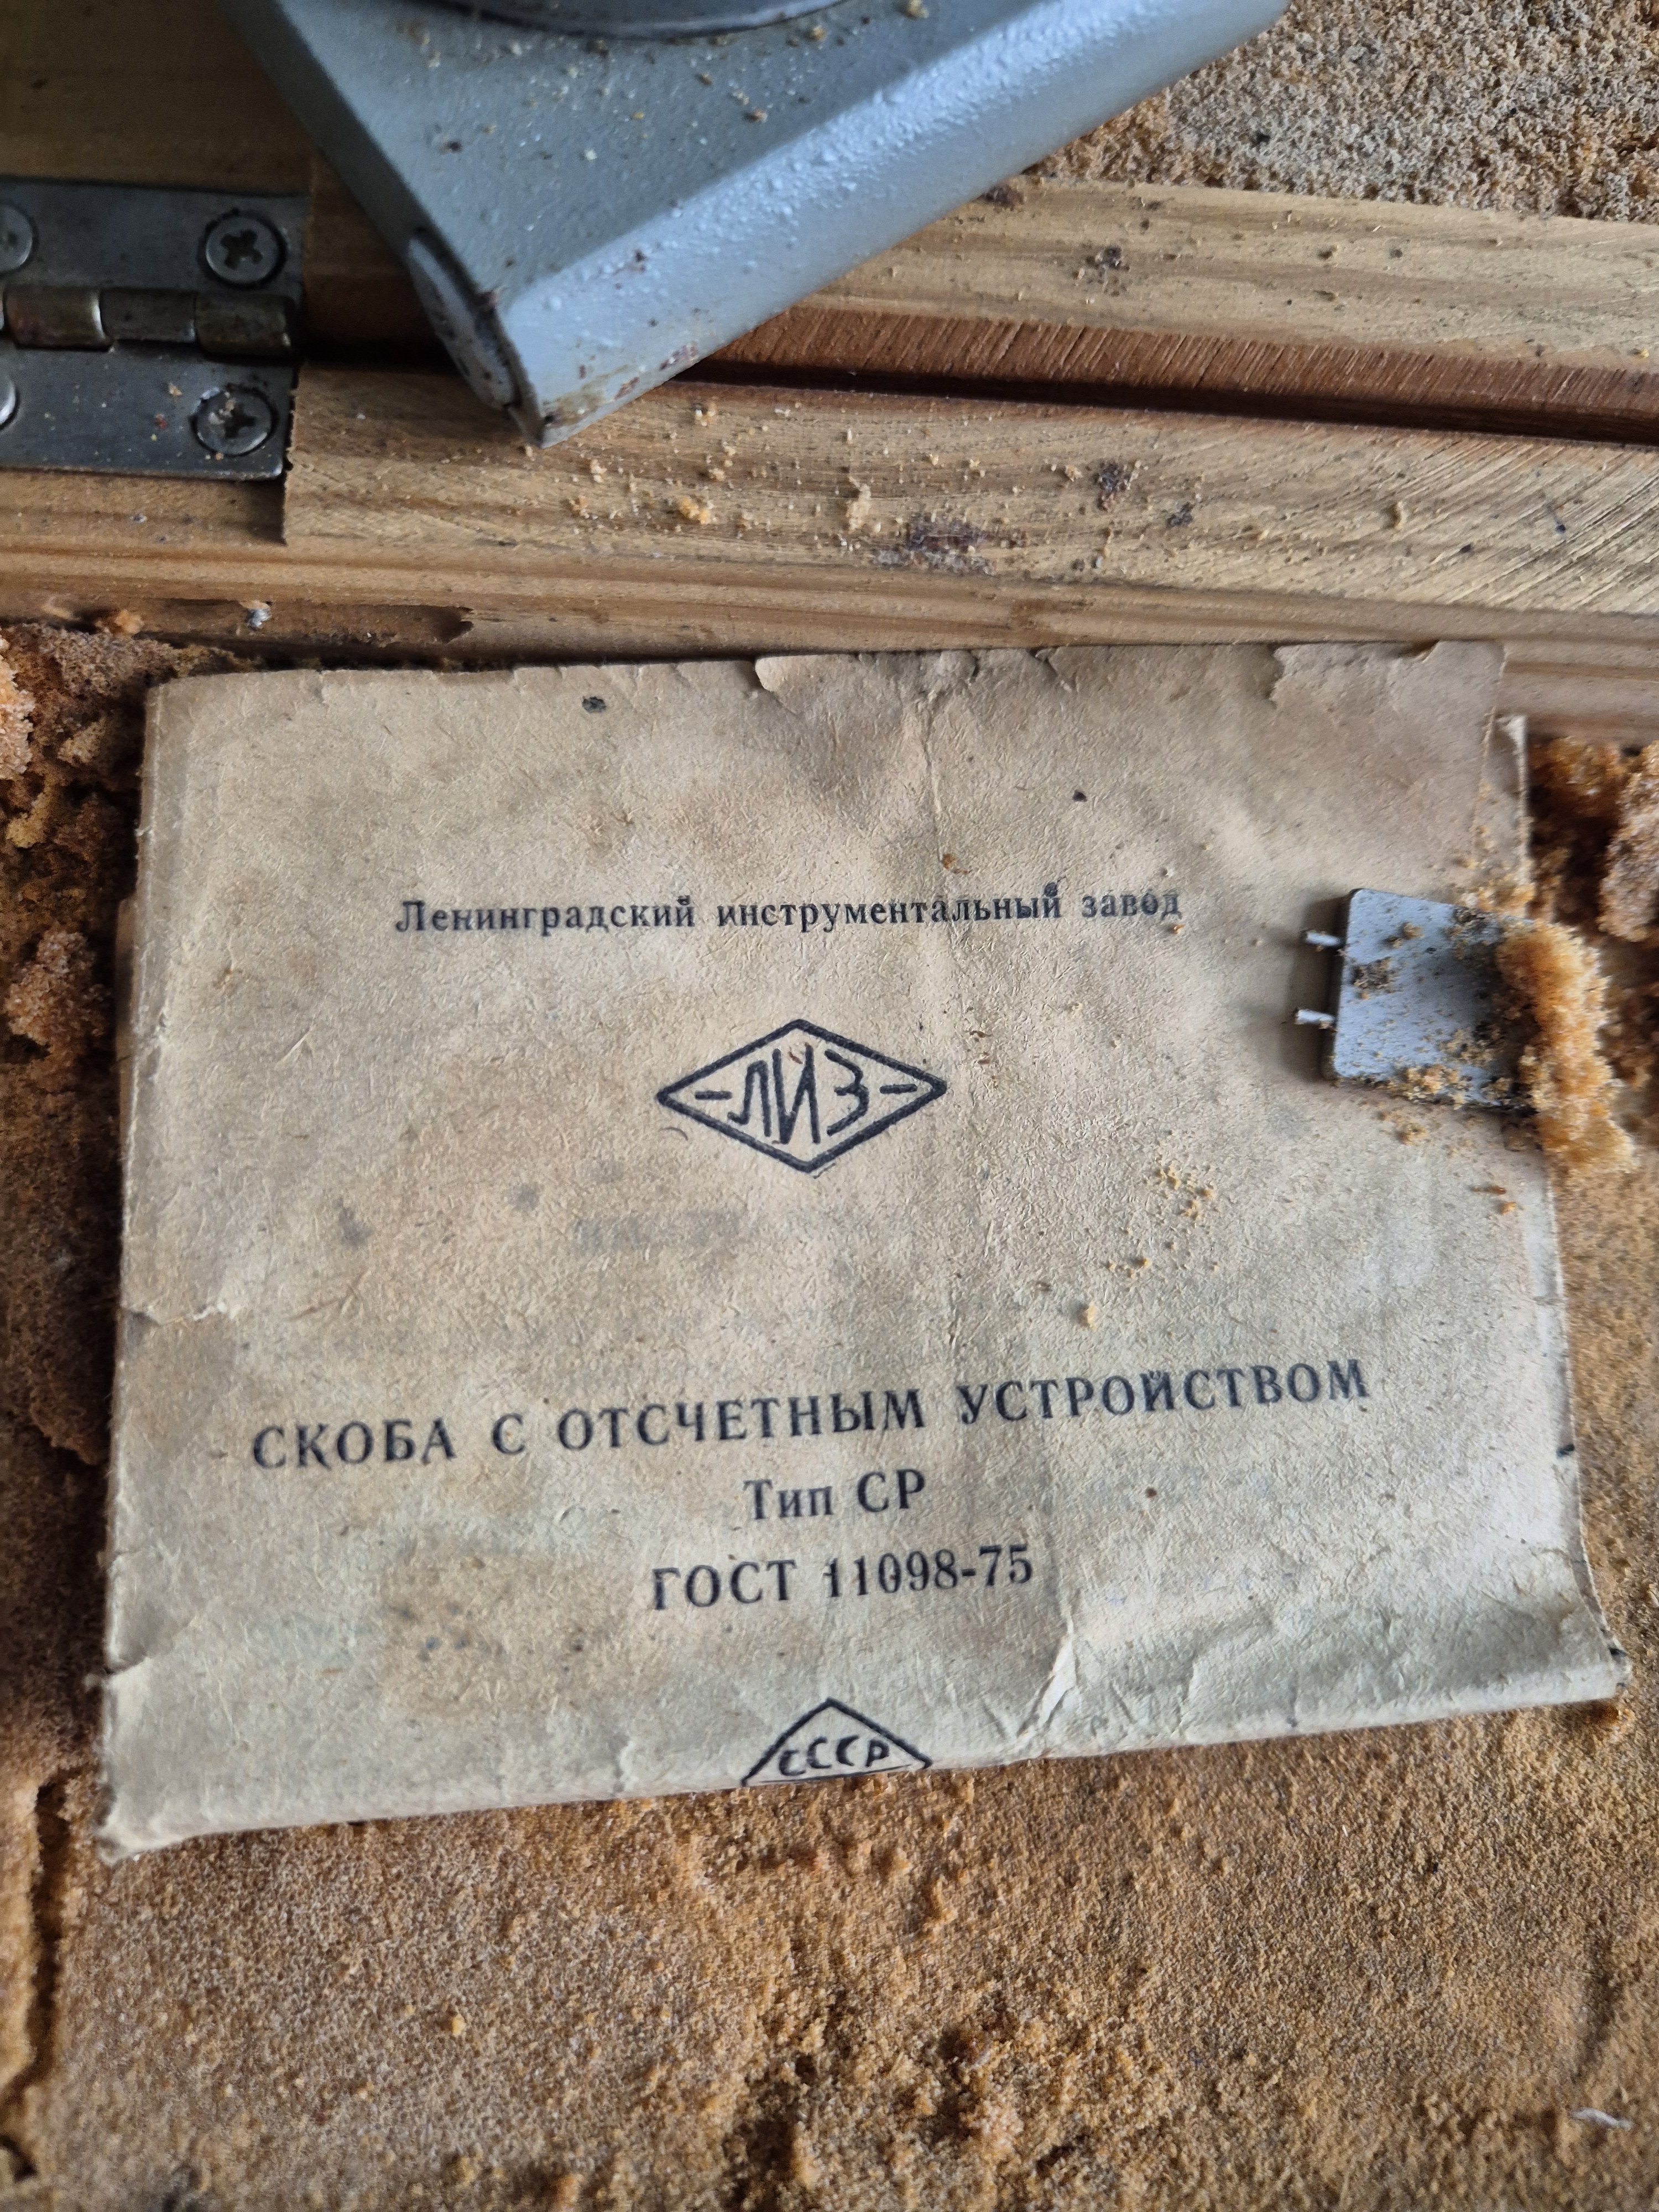 Ленинградский инструментальный завод
-ЛИЗ-
СКОБА С ОТСЧЕТНЫМ УСТРОЙСТВОМ
Тип СР
ГОСТ 11098-75
СССР